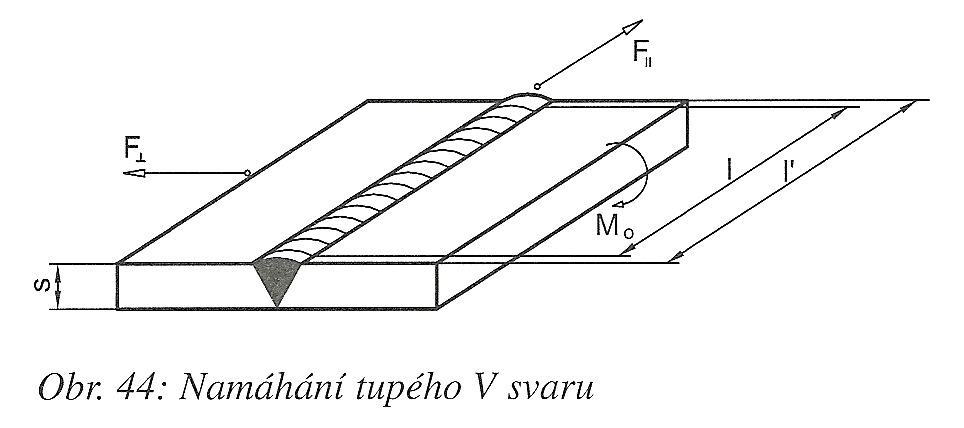 F||
F⊥
l
l'
Mo
s
Obr. 44: Namáhání tupého V svaru